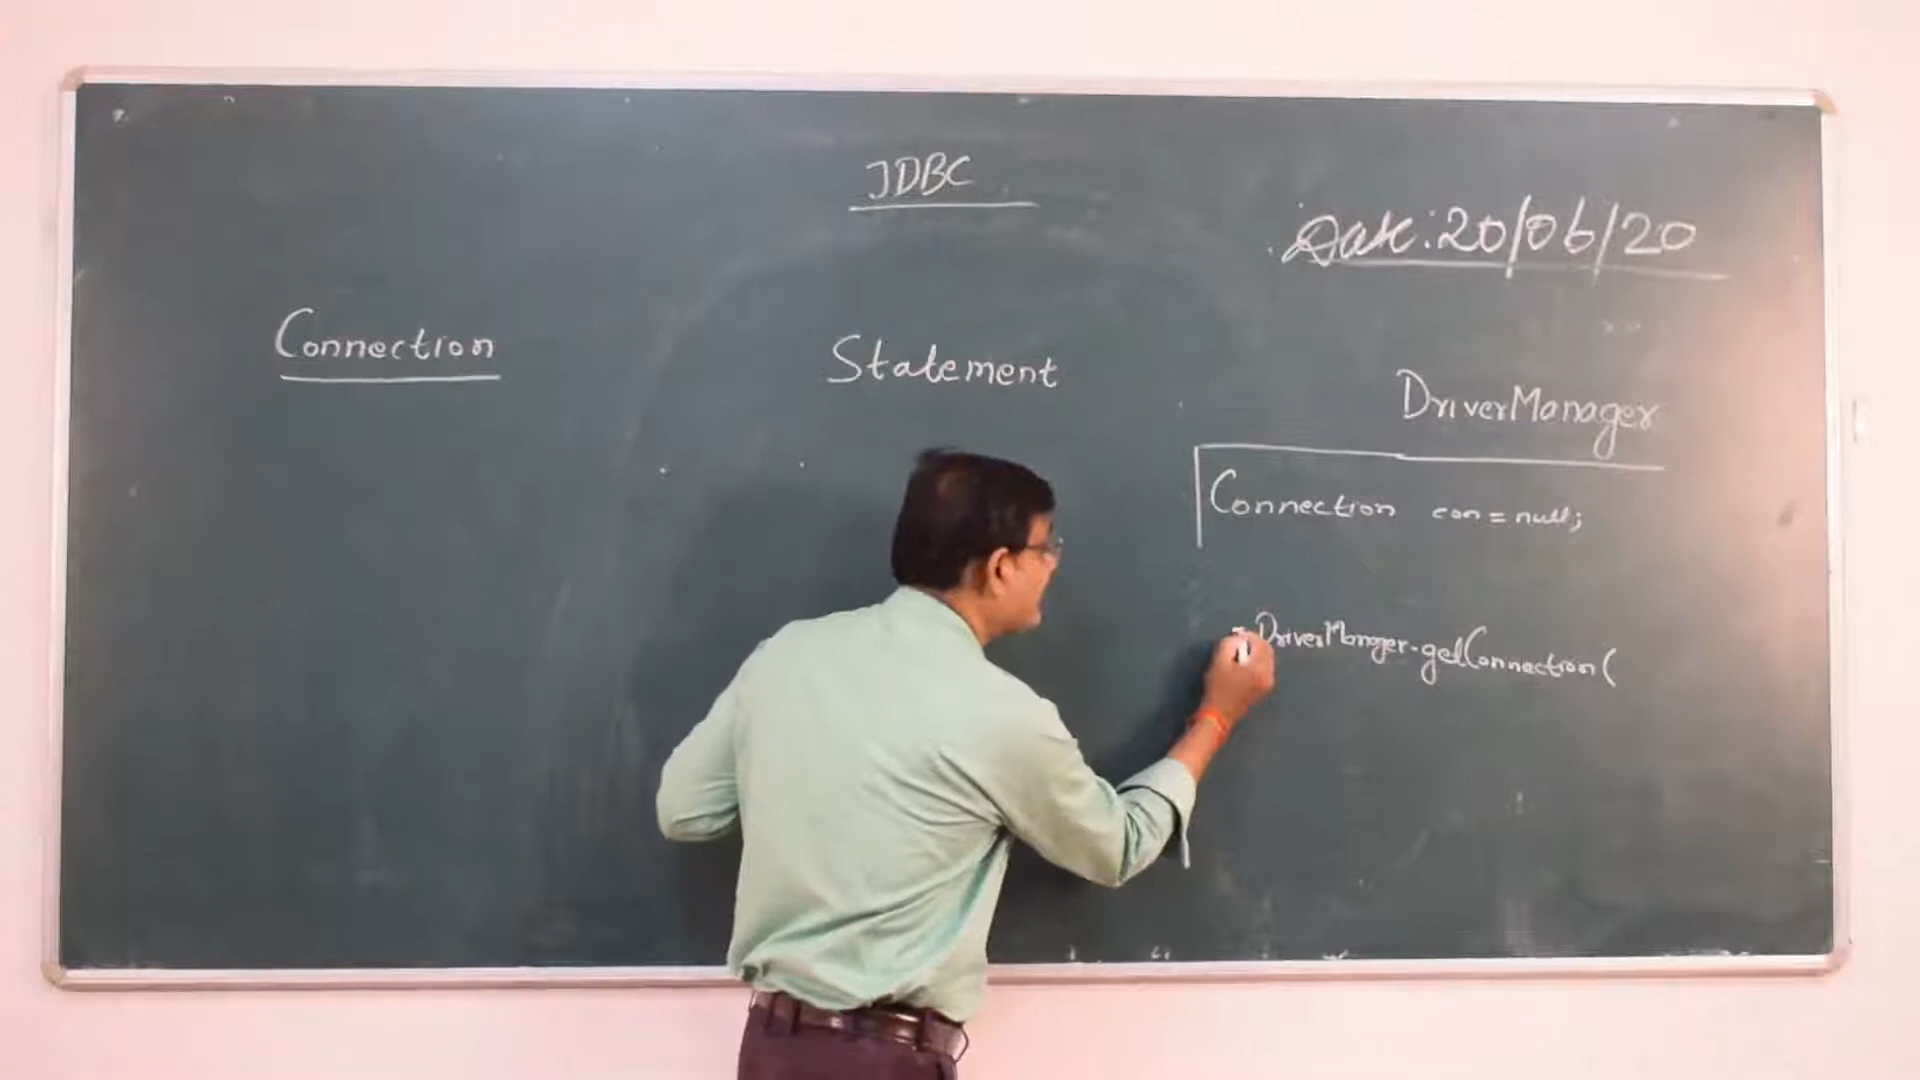 JDBC
Date: 20/06/20
Connection
Statement
DriverManager
Connection con = null;
= DriverManager.getConnection(